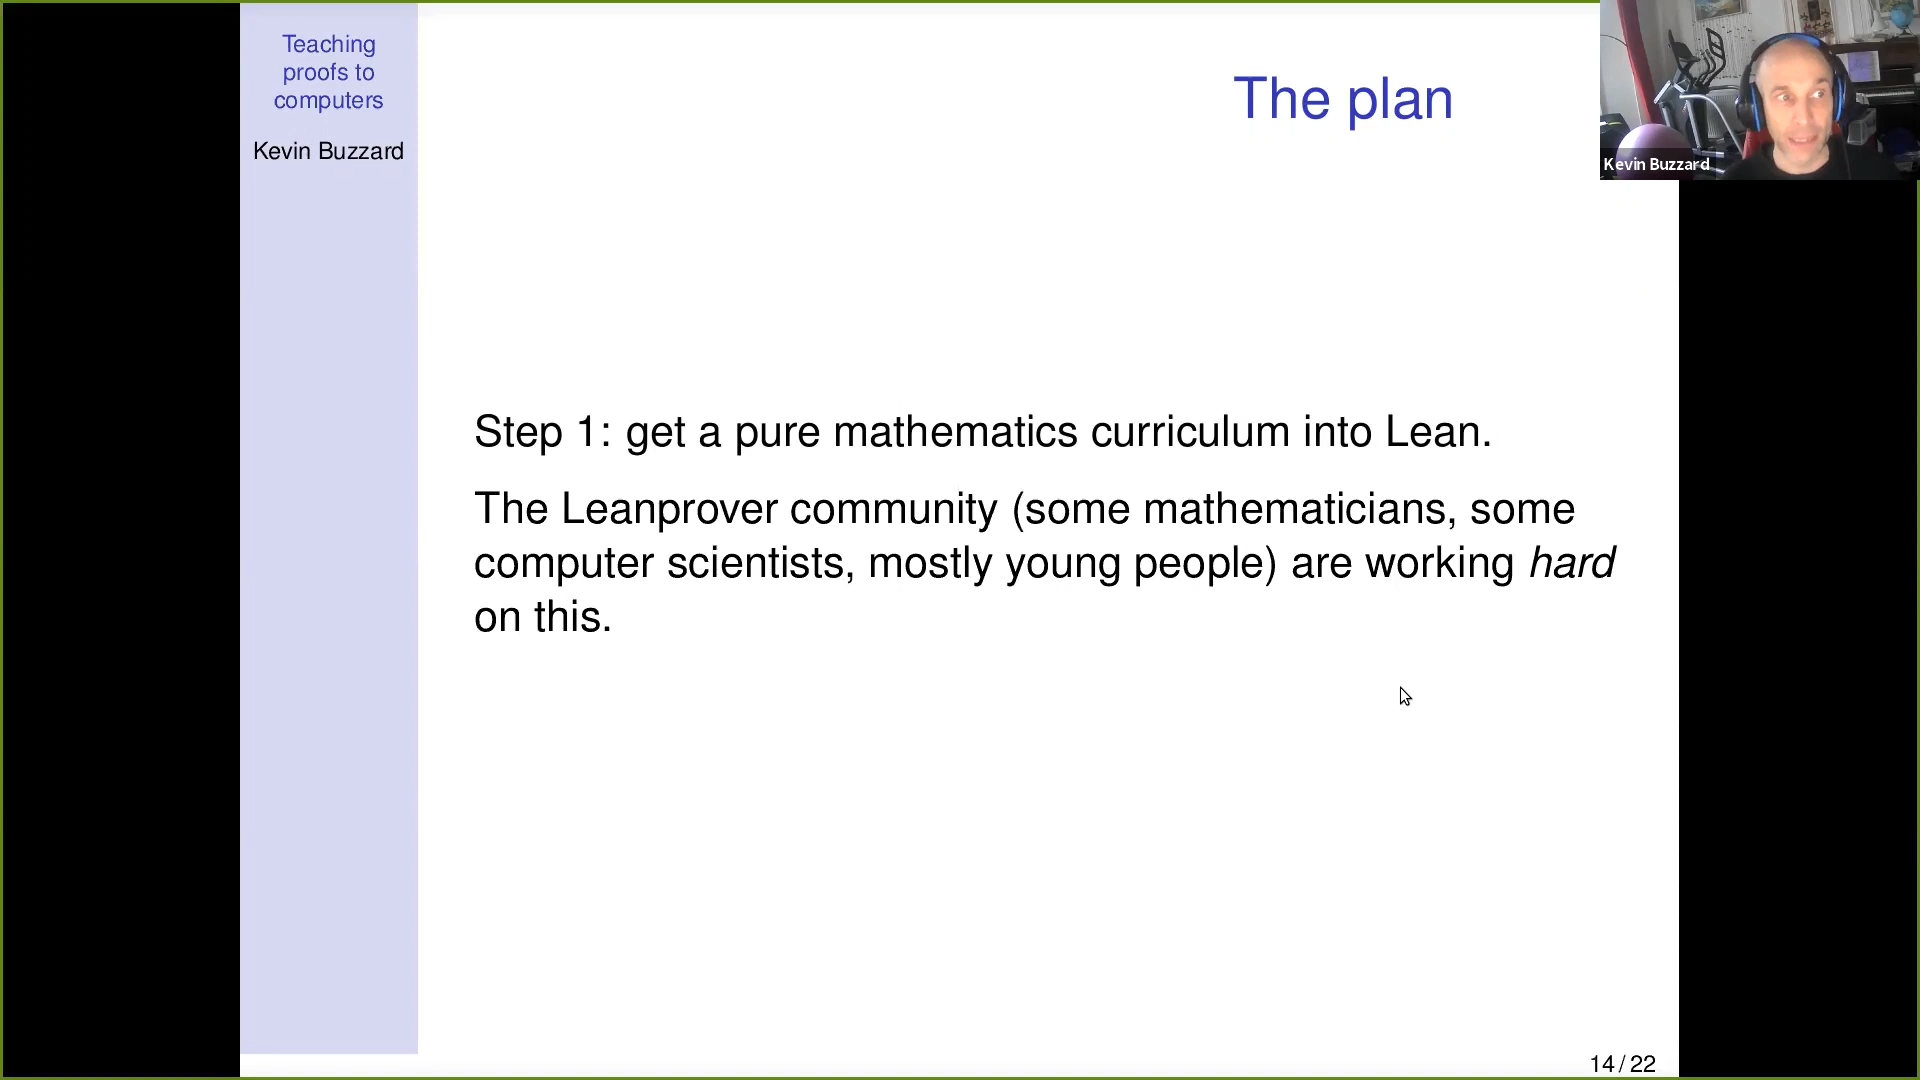 Teaching
proofs to
computers
Kevin Buzzard
The plan
Kevin Buzzard
Step 1: get a pure mathematics curriculum into Lean.
The Leanprover community (some mathematicians, some
computer scientists, mostly young people) are working hard
on this.
14 / 22